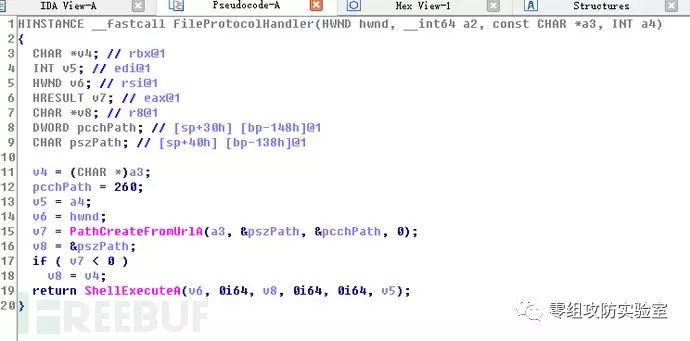 IDA View-A Pseudocode-A Hex View-1 Structures
1 HINSTANCE __fastcall FileProtocolHandler(HWND hwnd, __int64 a2, const CHAR *a3, INT a4)
2 {
3 CHAR *v4; // rbx@1
4 INT v5; // edi@1
5 HWND v6; // rsi@1
6 HRESULT v7; // eax@1
7 CHAR *v8; // r8@1
8 DWORD pcchPath; // [sp+30h] [bp-148h]@1
9 CHAR pszPath; // [sp+40h] [bp-138h]@1
10
11 v4 = (CHAR *)a3;
12 pcchPath = 260;
13 v5 = a4;
14 v6 = hwnd;
15 v7 = PathCreateFromUrlA(a3, &pszPath, &pcchPath, 0);
16 v8 = &pszPath;
17 if ( v7 < 0 )
18 v8 = v4;
19 return ShellExecuteA(v6, 0i64, v8, 0i64, 0i64, v5);
20 }
FREEBUF
零组攻防实验室